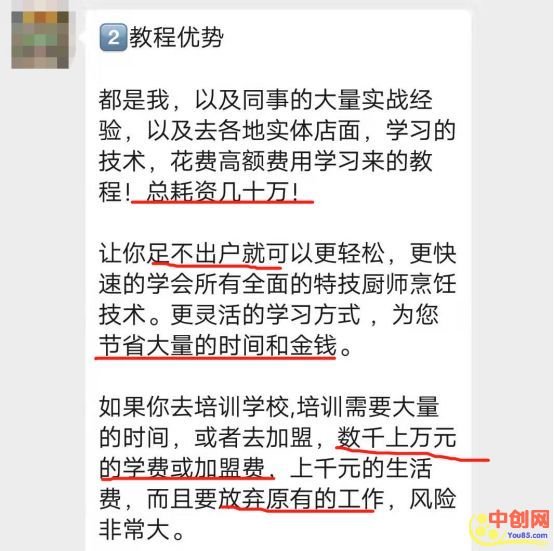 2 教程优势
都是我，以及同事的大量实战经
验，以及去各地实体店面，学习的
技术，花费高额费用学习来的教
程！总耗资几十万！
让你足不出户就可以更轻松，更快
速的学会所有全面的特技厨师烹饪
技术。更灵活的学习方式 ，为您
节省大量的时间和金钱。
如果你去培训学校,培训需要大量
的时间，或者去加盟，数千上万元
的学费或加盟费，上千元的生活
费，而且要放弃原有的工作，风险
非常大。
中创网
You85.com